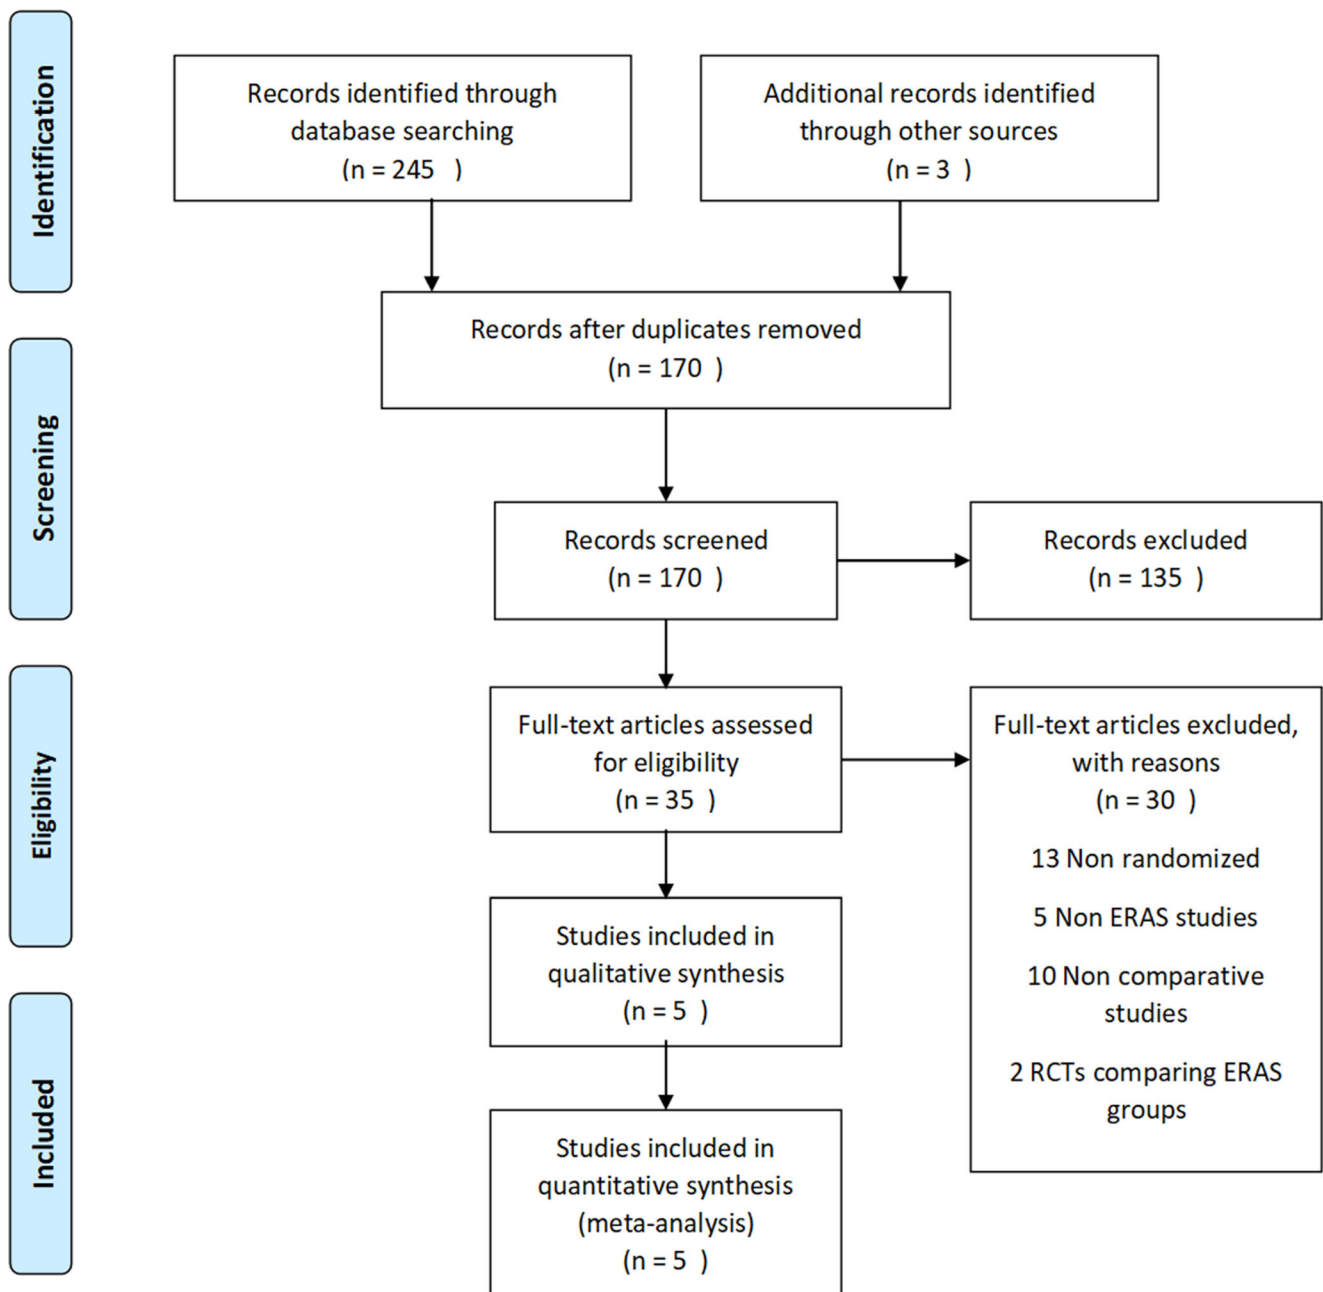 Identification
Records identified through
database searching
(n = 245 )
Additional records identified
through other sources
(n = 3 )
Records after duplicates removed
(n = 170 )
Screening
Records screened
(n = 170 )
Records excluded
(n = 135 )
Eligibility
Full-text articles assessed
for eligibility
(n = 35 )
Full-text articles excluded,
with reasons
(n = 30 )
13 Non randomized
5 Non ERAS studies
10 Non comparative
studies
2 RCTs comparing ERAS
groups
Studies included in
qualitative synthesis
(n = 5 )
Included
Studies included in
quantitative synthesis
(meta-analysis)
(n = 5 )